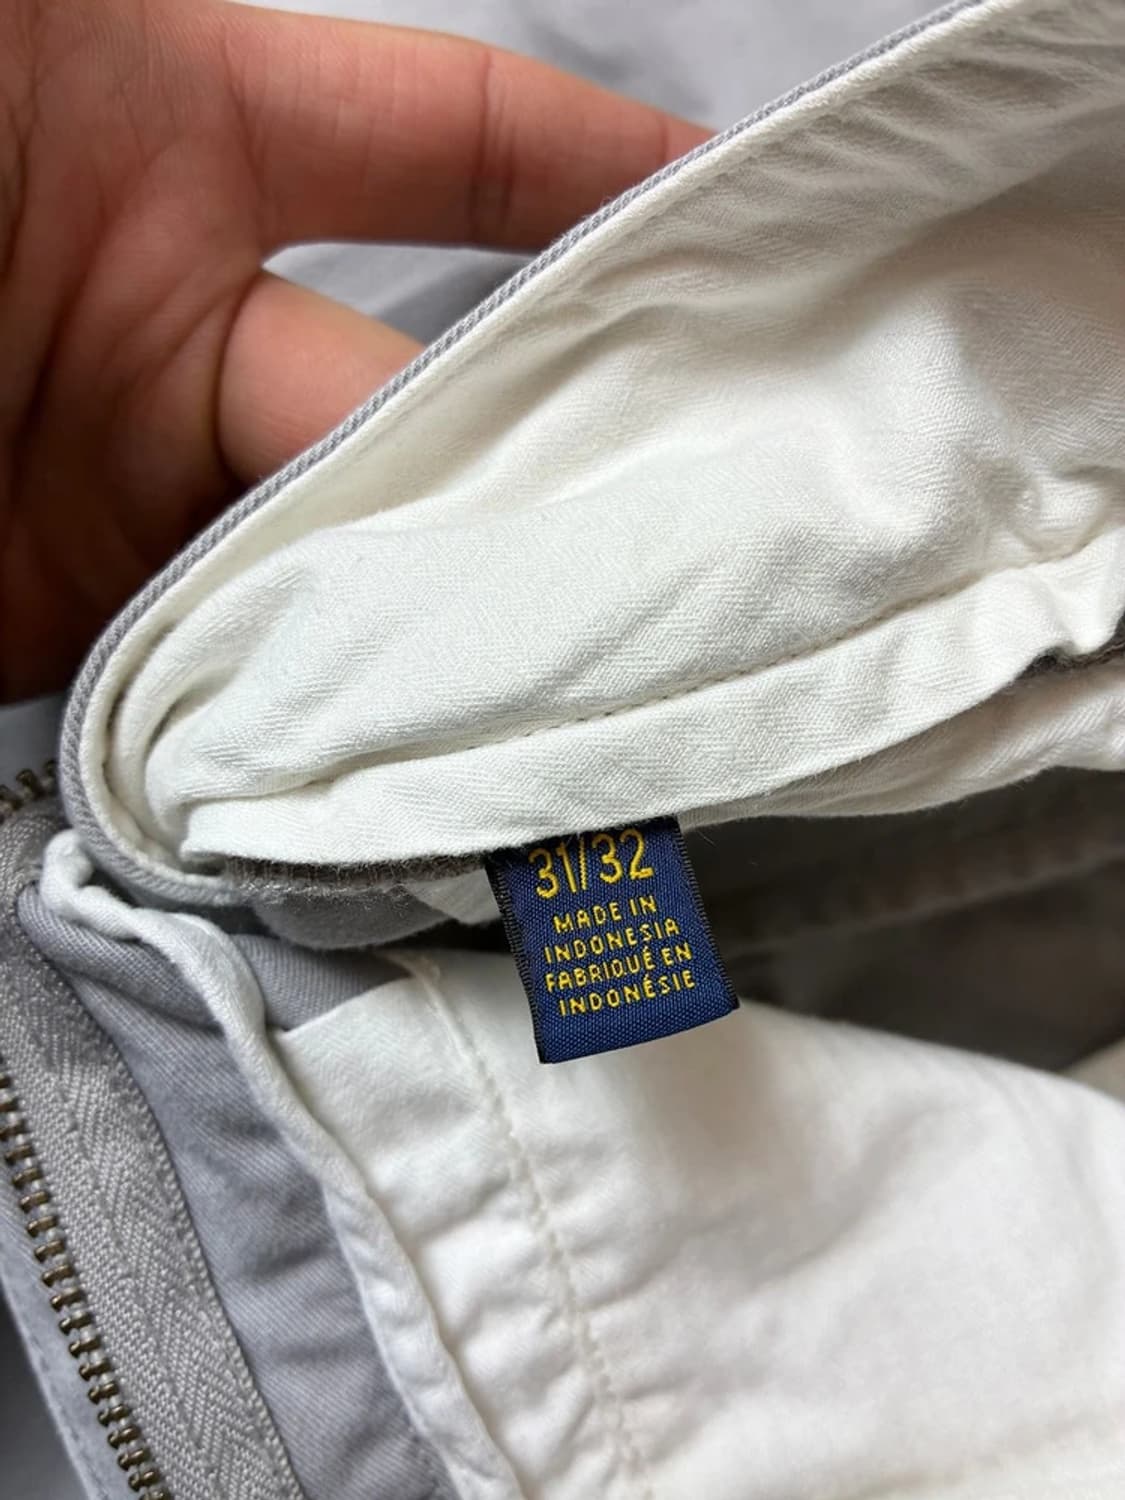 31/32
MADE IN
INDONESIA
FABRIQUÉ EN
INDONÉSIE